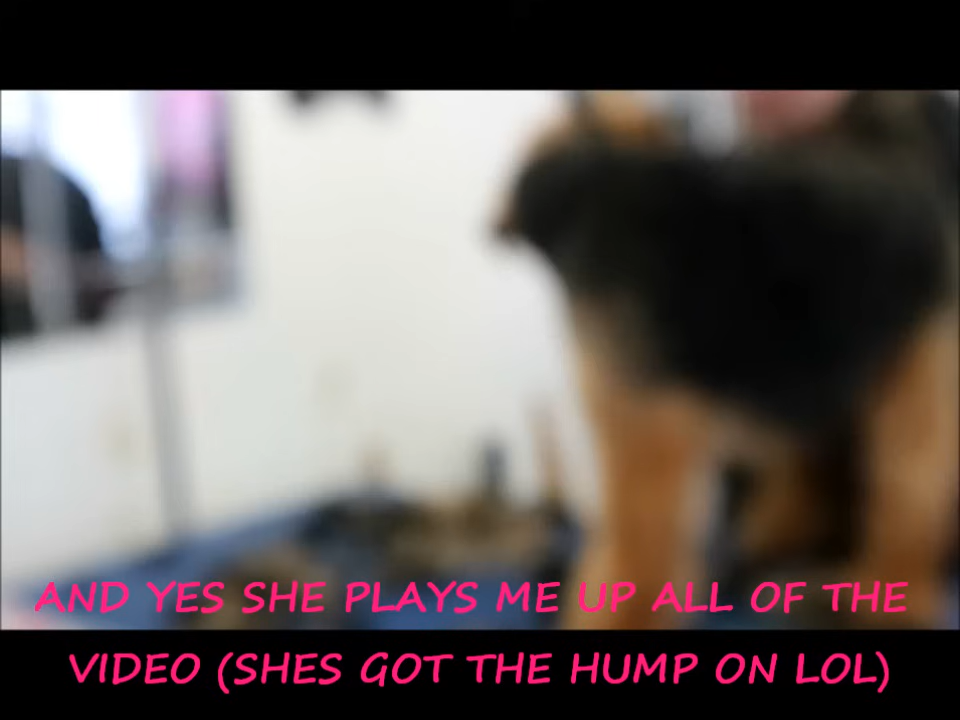 AND YES SHE PLAYS ME UP ALL OF THE
VIDEO (SHES GOT THE HUMP ON LOL)